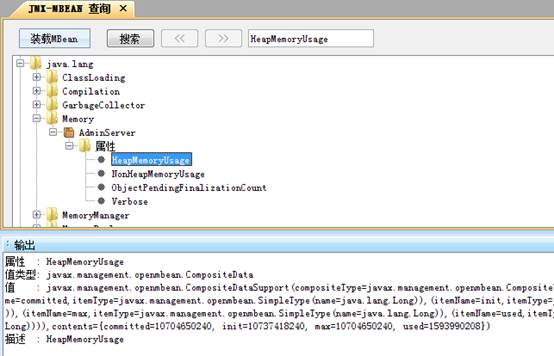 JMX-MBEAN 查询
装载MBean 搜索 << >> HeapMemoryUsage
java.lang
ClassLoading
Compilation
GarbageCollector
Memory
AdminServer
属性
HeapMemoryUsage
NonHeapMemoryUsage
ObjectPendingFinalizationCount
Verbose
MemoryManager
输出
属性 : HeapMemoryUsage
值类型: javax.management.openmbean.CompositeData
值 : javax.management.openmbean.CompositeDataSupport(compositeType=javax.management.openmbean.Composite
me=committed,itemType=javax.management.openmbean.SimpleType(name=java.lang.Long)),(itemName=init,itemType=j
)),(itemName=max,itemType=javax.management.openmbean.SimpleType(name=java.lang.Long)),(itemName=used,itemT
Long)))),contents={committed=10704650240, init=10737418240, max=10704650240, used=1593990208})
描述 : HeapMemoryUsage